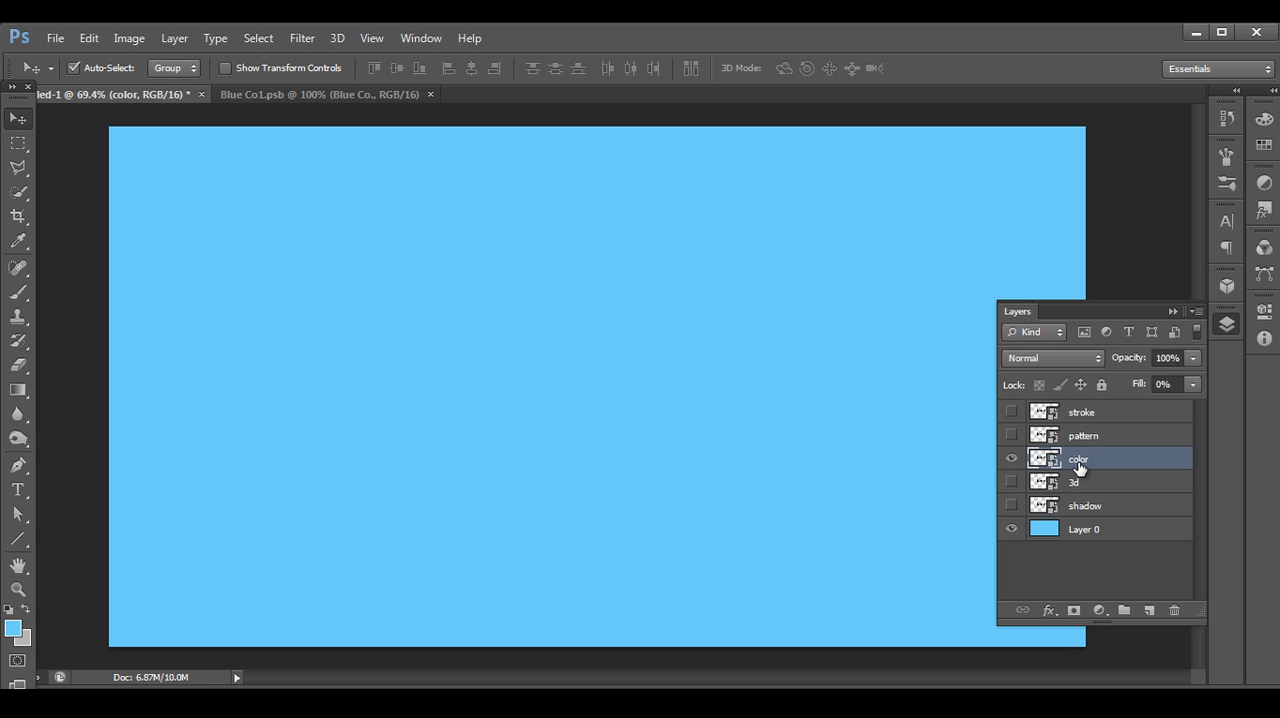 Ps File Edit Image Layer Type Select Filter 3D View Window Help
Auto-Select: Group Show Transform Controls 3D Mode: Essentials
led-1 @ 69.4% (color, RGB/16) * × Blue Co1.psb @ 100% (Blue Co., RGB/16) ×
Layers
Kind
Normal Opacity: 100%
Lock: Fill: 0%
stroke
pattern
color
3d
shadow
Layer 0
fx
Doc: 6.87M/10.0M